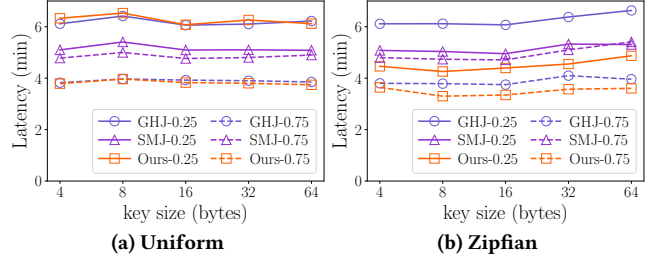 Latency (min)
6
4
2
0
GHJ-0.25 GHJ-0.75
SMJ-0.25 SMJ-0.75
Ours-0.25 Ours-0.75
4 8 16 32 64
key size (bytes)
(a) Uniform
Latency (min)
6
4
2
0
GHJ-0.25 GHJ-0.75
SMJ-0.25 SMJ-0.75
Ours-0.25 Ours-0.75
4 8 16 32 64
key size (bytes)
(b) Zipfian